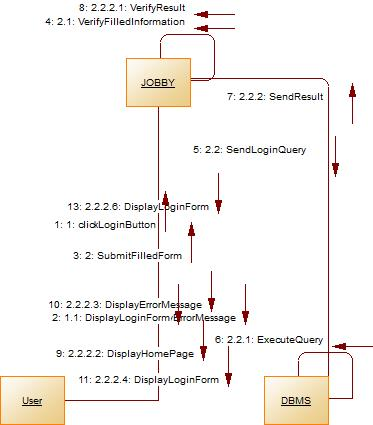 8: 2.2.2.1: VerifyResult
4: 2.1: VerifyFilledInformation
JOBBY
7: 2.2.2: SendResult
5: 2.2: SendLoginQuery
13: 2.2.2.6: DisplayLoginForm
1: 1: clickLoginButton
3: 2: SubmitFilledForm
10: 2.2.2.3: DisplayErrorMessage
2: 1.1: DisplayLoginForm/ErrorMessage
6: 2.2.1: ExecuteQuery
9: 2.2.2.2: DisplayHomePage
11: 2.2.2.4: DisplayLoginForm
User
DBMS